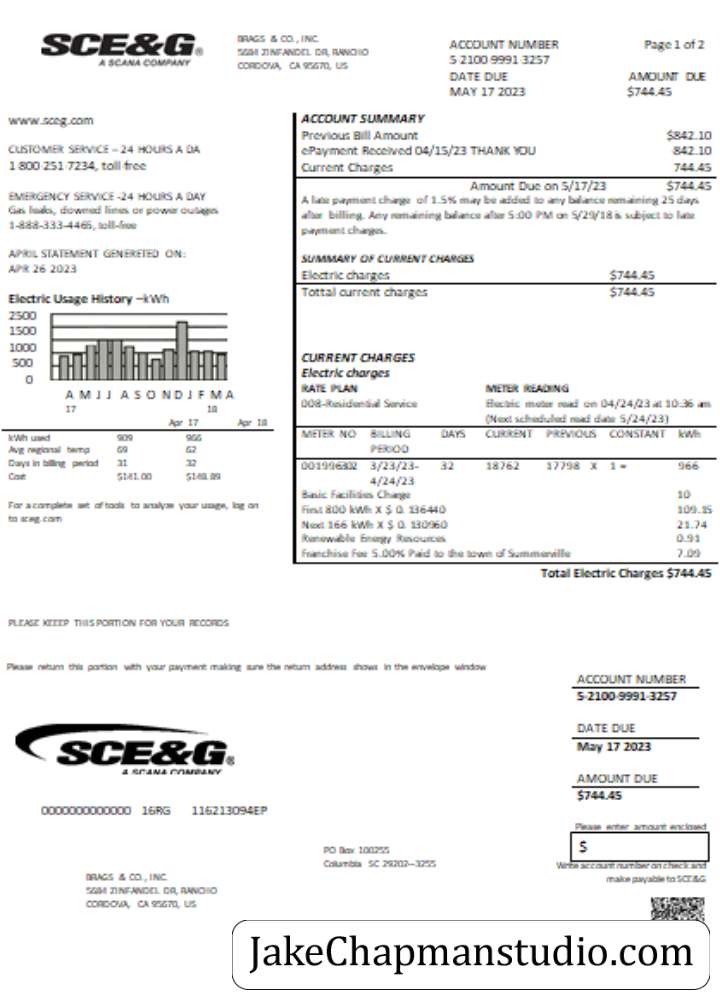 SCE&G®
A SCANA COMPANY
BRAGS & CO., INC.
5684 ZINFANDEL DR, RANCHO
CORDOVA, CA 95670, US
ACCOUNT NUMBER
5-2100-9991-3257
DATE DUE
MAY 17 2023
Page 1 of 2
AMOUNT DUE
$744.45
www.sceg.com
CUSTOMER SERVICE – 24 HOURS A DA
1-800-251-7234, toll-free
EMERGENCY SERVICE -24 HOURS A DAY
Gas leaks, downed lines or power outages
1-888-333-4465, toll-free
APRIL STATEMENT GENERETED ON:
APR 26 2023
Electric Usage History –kWh
2500
1500
1000
500
0
A M J J A S O N D J F M A
17 18
Apr 17 Apr 18
kWh used 909 966
Avg regional temp 69 62
Days in billing period 31 32
Cost $141.00 $148.89
For a complete set of tools to analyze your usage, log on
to sceg.com
ACCOUNT SUMMARY
Previous Bill Amount $842.10
ePayment Received 04/15/23 THANK YOU 842.10
Current Charges 744.45
Amount Due on 5/17/23 $744.45
A late payment charge of 1.5% may be added to any balance remaining 25 days
after billing. Any remaining balance after 5:00 PM on 5/29/18 is subject to late
payment charges.
SUMMARY OF CURRENT CHARGES
Electric charges $744.45
Tottal current charges $744.45
CURRENT CHARGES
Electric charges
RATE PLAN METER READING
008-Residential Service Electric meter read on 04/24/23 at 10:36 am
(Next scheduled read date 5/24/23)
METER NO BILLING PERIOD DAYS CURRENT PREVIOUS CONSTANT kWh
001996302 3/23/23-4/24/23 32 18762 17798 X 1 = 966
Basic Facilities Charge 10
First 800 kWh X $ 0. 136440 109.15
Next 166 kWh X $ 0. 130960 21.74
Renewable Energy Resources 0.91
Franchise Fee 5.00% Paid to the town of Summerville 7.09
Total Electric Charges $744.45
PLEASE KEEEP THIS PORTION FOR YOUR RECORDS
Please return this portion with your payment making sure the return address shows in the envelope window
ACCOUNT NUMBER
5-2100-9991-3257
DATE DUE
May 17 2023
AMOUNT DUE
$744.45
Please enter amount enclosed
$
Write account number on check and
make payable to SCE&G
SCE&G®
A SCANA COMPANY
0000000000000 16RG 116213094EP
PO Box 100255
Columbia SC 29202--3255
BRAGS & CO., INC.
5684 ZINFANDEL DR, RANCHO
CORDOVA, CA 95670, US
JakeChapmanstudio.com